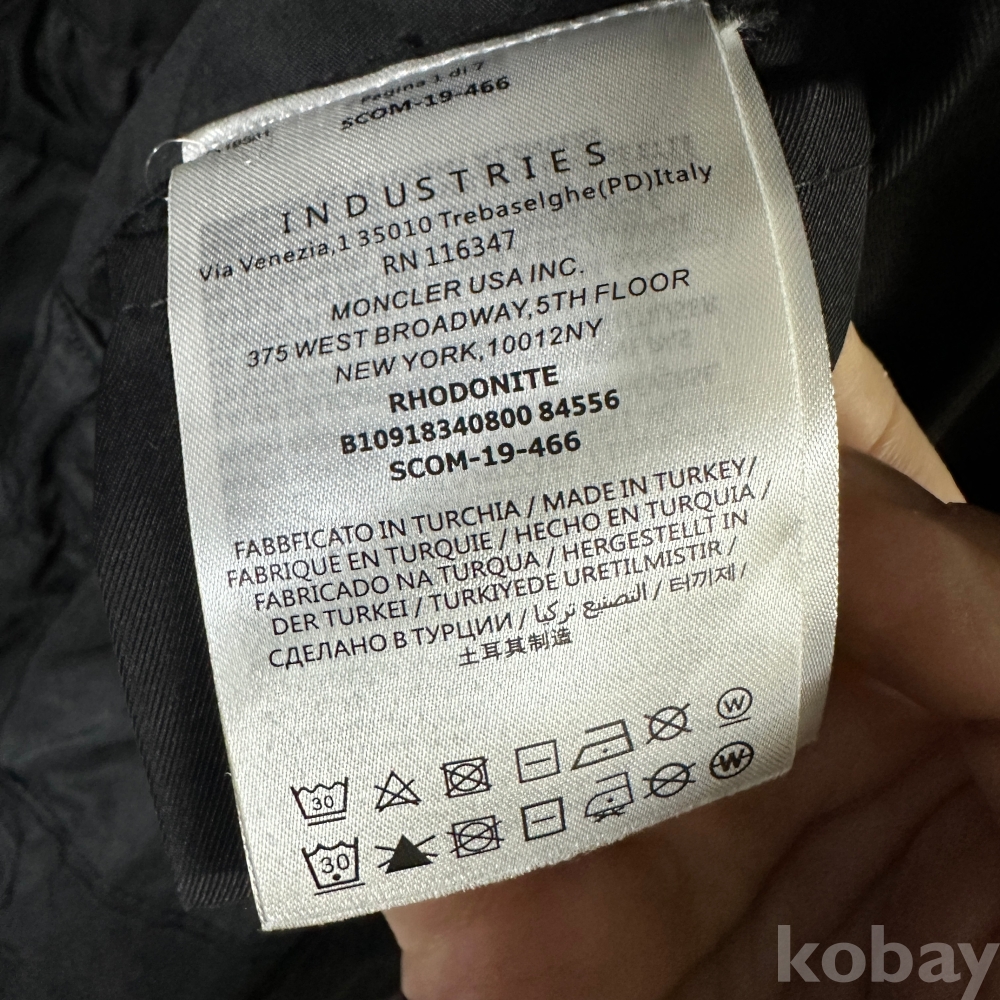 Pagina 1 di 7
SCOM-19-466
INDUSTRIES
Via Venezia,1 35010 Trebaselghe(PD)Italy
RN 116347
MONCLER USA INC.
375 WEST BROADWAY,5TH FLOOR
NEW YORK,10012NY
RHODONITE
B10918340800 84556
SCOM-19-466
FABBFICATO IN TURCHIA / MADE IN TURKEY/
FABRIQUE EN TURQUIE / HECHO EN TURQUIA /
FABRICADO NA TURQUA / HERGESTELLT IN
DER TURKEI / TURKIYEDE URETILMISTIR /
СДЕЛАНО В ТУРЦИИ / التصنيع تركيا / 터끼제/
土耳其制造
30 W
30 W
kobay